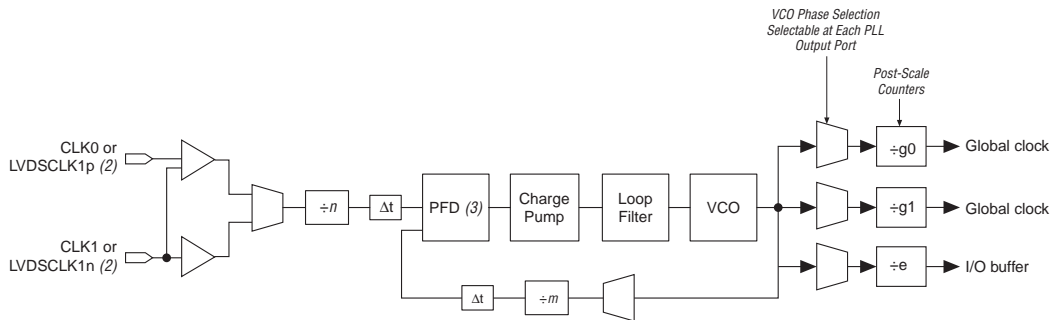 VCO Phase Selection
Selectable at Each PLL
Output Port
Post-Scale
Counters
CLK0 or
LVDSCLK1p (2)
÷n
Δt
PFD (3)
Charge
Pump
Loop
Filter
VCO
÷g0
Global clock
÷g1
Global clock
CLK1 or
LVDSCLK1n (2)
÷e
I/O buffer
Δt
÷m